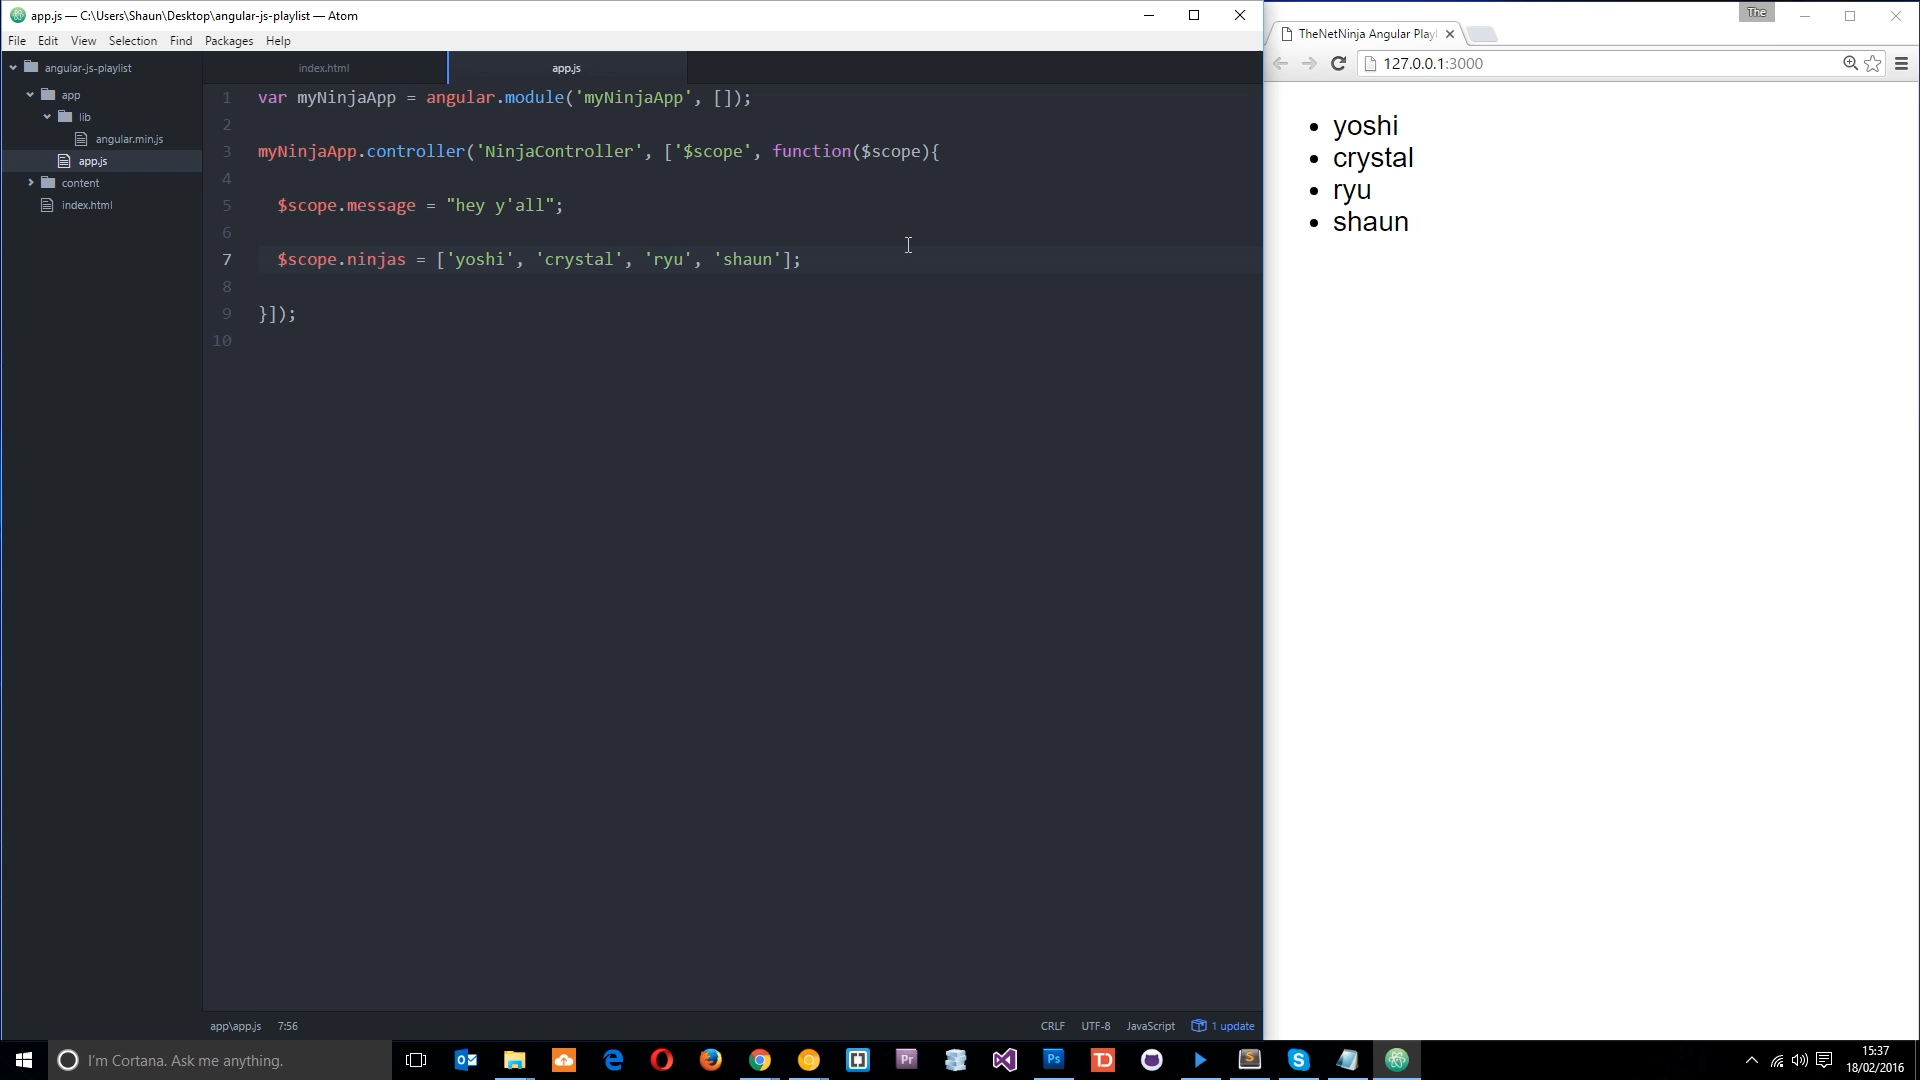 app.js — C:\Users\Shaun\Desktop\angular-js-playlist — Atom
File Edit View Selection Find Packages Help
angular-js-playlist
app
lib
angular.min.js
app.js
content
index.html
index.html
app.js
1 var myNinjaApp = angular.module('myNinjaApp', []);
2
3 myNinjaApp.controller('NinjaController', ['$scope', function($scope){
4
5 $scope.message = "hey y'all";
6
7 $scope.ninjas = ['yoshi', 'crystal', 'ryu', 'shaun'];
8
9 }]);
10
app\app.js 7:56
CRLF UTF-8 JavaScript 1 update
The
TheNetNinja Angular Play
127.0.0.1:3000
• yoshi
• crystal
• ryu
• shaun
I'm Cortana. Ask me anything.
Pr
Ps
TD
S
S
15:37
18/02/2016